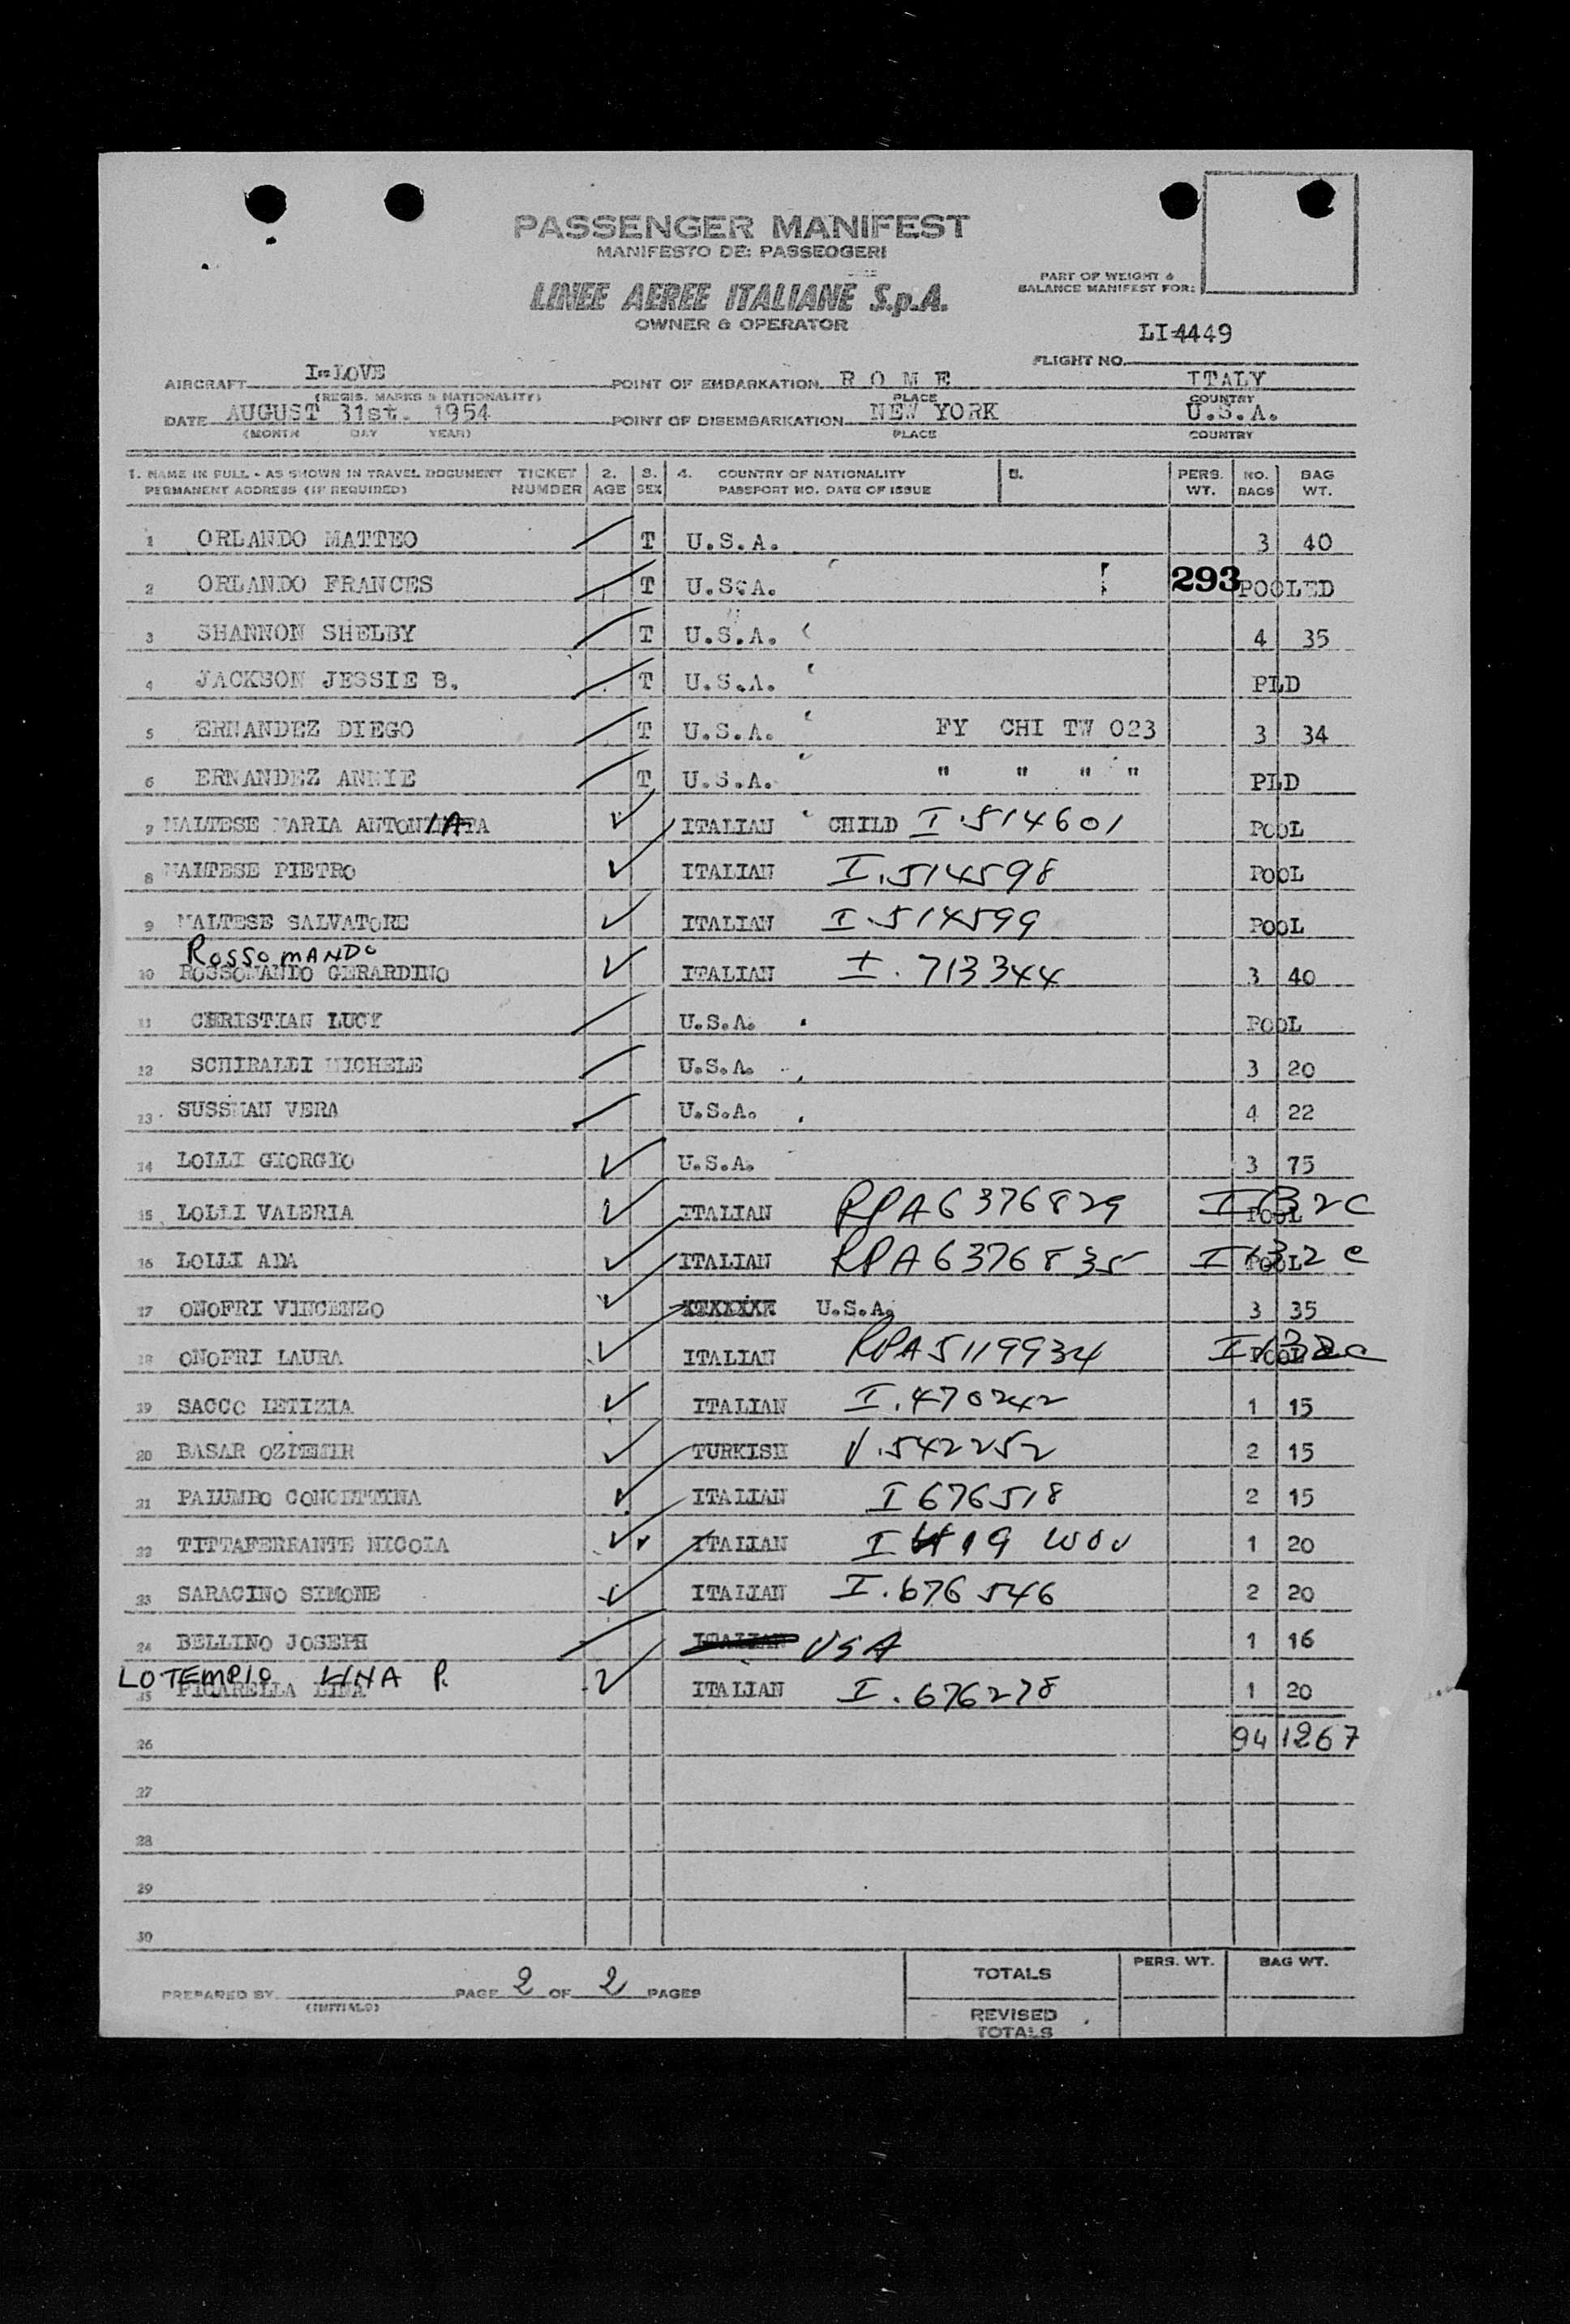 PASSENGER MANIFEST
MANIFESTO DE: PASSEOGERI
LINEE AEREE ITALIANE S.p.A.
OWNER & OPERATOR
PART OF WEIGHT &
BALANCE MANIFEST FOR:
LI-4449
FLIGHT NO.
AIRCRAFT I-LOVE POINT OF EMBARKATION R O M E ITALY
(REGIS. MARKS & NATIONALITY) PLACE COUNTRY
DATE AUGUST 31st. 1954 POINT OF DISEMBARKATION NEW YORK U.S.A.
(MONTH DAY YEAR) PLACE COUNTRY
1. NAME IN FULL - AS SHOWN IN TRAVEL DOCUMENT TICKET 2. 3. 4. COUNTRY OF NATIONALITY 5. PERS. NO. BAG
PERMANENT ADDRESS (IF REQUIRED) NUMBER AGE SEX PASSPORT NO. DATE OF ISSUE WT. BAGS WT.
1 ORLANDO MATTEO T U.S.A. 3 40
2 ORLANDO FRANCES T U.S.A. 293 POOLED
3 SHANNON SHELBY T U.S.A. 4 35
4 JACKSON JESSIE B. T U.S.A. PLD
5 ERNANDEZ DIEGO T U.S.A. FY CHI TW 023 3 34
6 ERNANDEZ ANNIE T U.S.A. " " " " PLD
7 MALTESE MARIA ITALIAN CHILD I.514601 POOL
8 MALTESE PIETRO ITALIAN I.514598 POOL
9 MALTESE SALVATORE ITALIAN I.514599 POOL
ROSSOMANDO
10 ROSSOMANDO GERARDINO ITALIAN I. 713344 3 40
11 CHRISTIAN LUCY U.S.A. POOL
12 SCHIRALDI MICHELE U.S.A. 3 20
13. SUSSMAN VERA U.S.A. 4 22
14 LOLLI GIORGIO U.S.A. 3 75
15 LOLLI VALERIA ITALIAN RPA6376829 I-132C POOL
16 LOLLI ADA ITALIAN RPA6376835 I 132 C POOL
17 ONOFRI VINCENZO U.S.A. 3 35
18 ONOFRI LAURA ITALIAN RPA5119934 POOL
19 SACCO LETIZIA ITALIAN I.470242 1 15
20 BASAR OZDEMIR TURKISH V.542252 2 15
21 PALUMBO CONCETTINA ITALIAN I 676518 2 15
22 TITTAFERRANTE NICOLA ITALIAN 1 20
23 SARACINO SIMONE ITALIAN I.676546 2 20
24 BELLINO JOSEPH ITALIAN USA 1 16
LOTEMPIO LINA P.
25 PICARELLA LINA ITALIAN I.676278 1 20
26 94 1267
27
28
29
30
TOTALS PERS. WT. BAG WT.
PREPARED BY (INITIALS) PAGE 2 OF 2 PAGES
REVISED
TOTALS